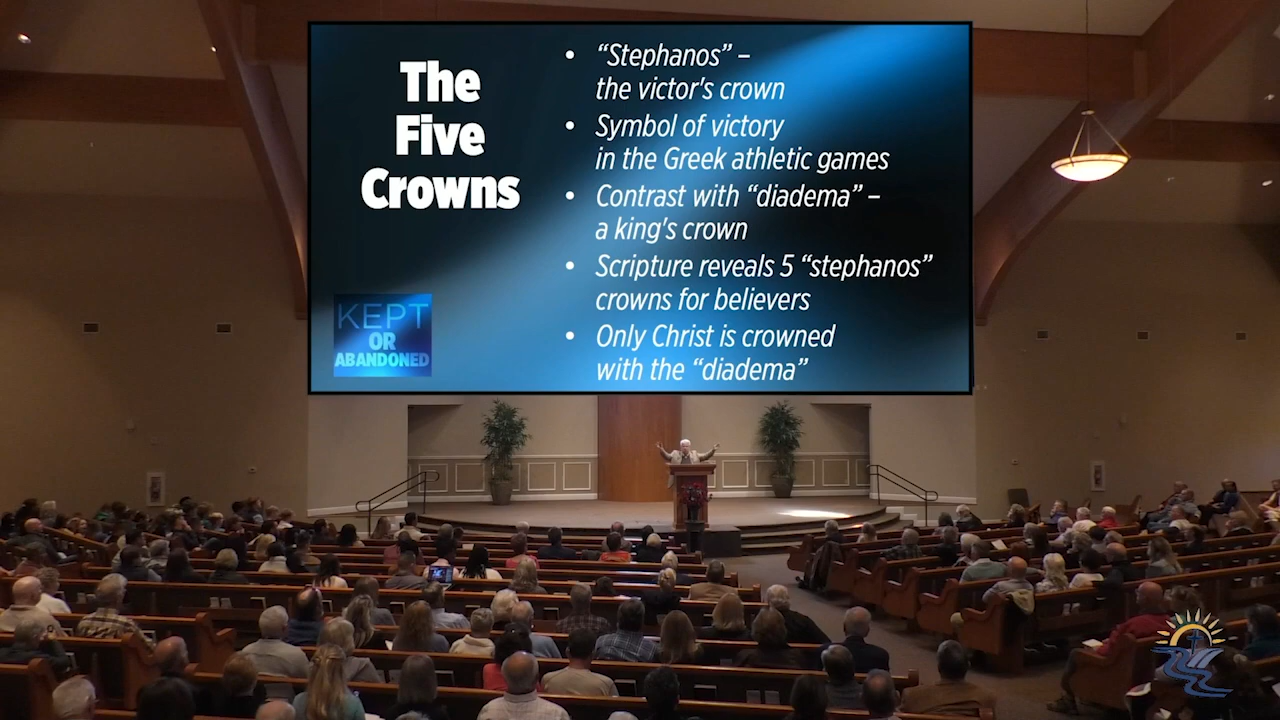 The
Five
Crowns
• “Stephanos” –
the victor's crown
• Symbol of victory
in the Greek athletic games
• Contrast with “diadema” –
a king's crown
• Scripture reveals 5 “stephanos”
crowns for believers
• Only Christ is crowned
with the “diadema”
KEPT
OR
ABANDONED